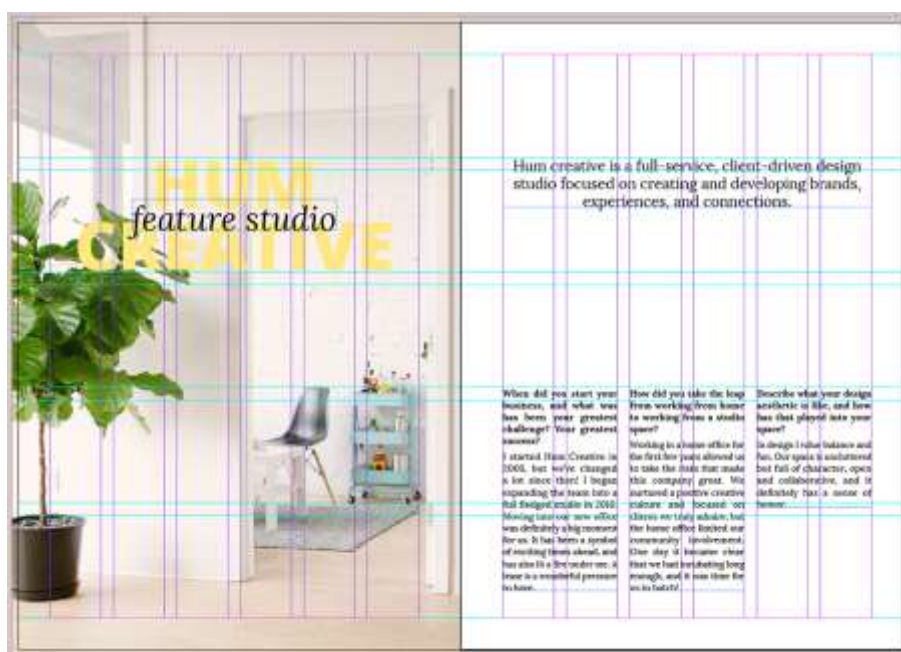 HUM
feature studio
CREATIVE
Hum creative is a full-service, client-driven design
studio focused on creating and developing brands,
experiences, and connections.
When did you start your
business, and what was
has been your greatest
challenge? Your greatest
success?
I started Hum Creative in
2005, but we've changed
a lot since then! I began
expanding the team into a
full fledged studio in 2010.
Moving into our new office
was definitely a big moment
for us. It has been a symbol
of exciting times ahead, and
has also lit a fire under me. A
lease is a wonderful pressure
to have.
How did you take the leap
from working from home
to working from a studio
space?
Working in a home office for
the first few years allowed us
to take the risks that made
this company great. We
nurtured a positive creative
culture and focused on
clients we truly admire, but
the home office limited our
community involvement.
One day it became clear
that we had incubating long
enough, and it was time for
us to hatch!
Describe what your design
aesthetic is like, and how
has that played into your
space?
In design I value balance and
fun. Our space is uncluttered
but full of character, open
and collaborative, and it
definitely has a sense of
humor.